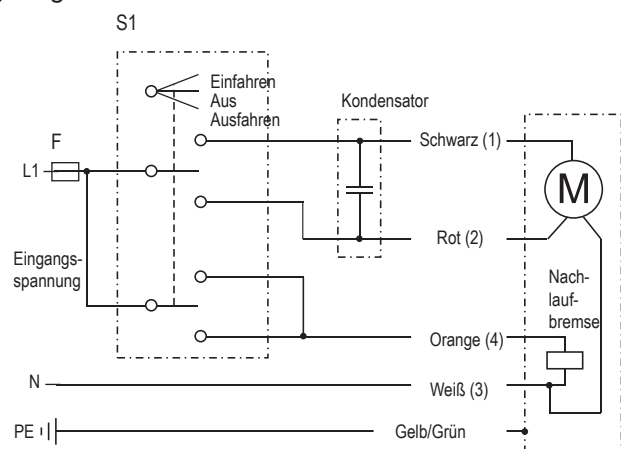 S1
Einfahren
Aus
Ausfahren
Kondensator
F
L1
Schwarz (1)
M
Rot (2)
Eingangs-
spannung
Nach-
lauf-
bremse
Orange (4)
N
Weiß (3)
PE
Gelb/Grün